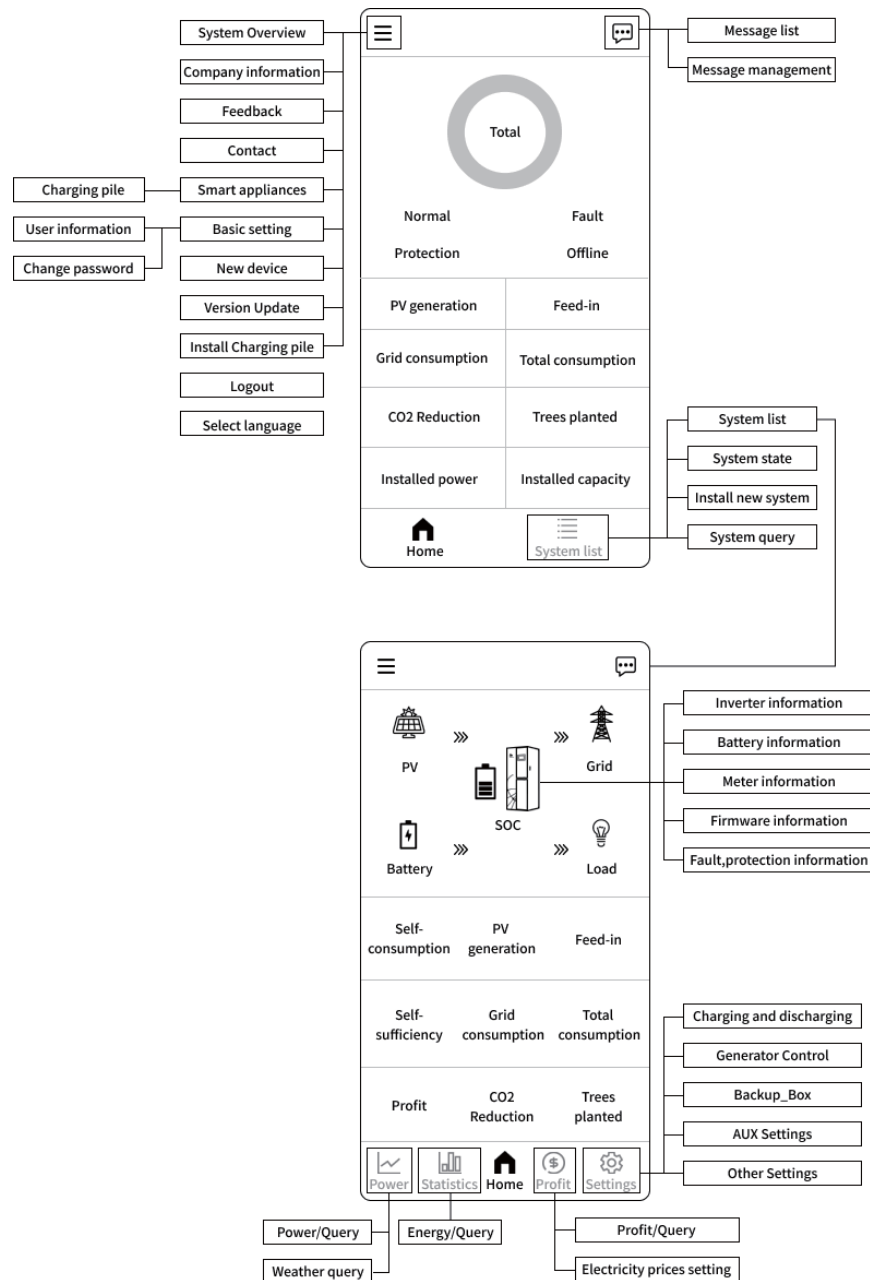 System Overview
Company information
Feedback
Contact
Charging pile
Smart appliances
User information
Basic setting
Change password
New device
Version Update
Install Charging pile
Logout
Select language
Message list
Message management
Total
Normal
Fault
Protection
Offline
PV generation
Feed-in
Grid consumption
Total consumption
CO2 Reduction
Trees planted
Installed power
Installed capacity
Home
System list
System list
System state
Install new system
System query
PV
Grid
SOC
Battery
Load
Inverter information
Battery information
Meter information
Firmware information
Fault,protection information
Self-
consumption
PV
generation
Feed-in
Self-
sufficiency
Grid
consumption
Total
consumption
Profit
CO2
Reduction
Trees
planted
Power
Statistics
Home
Profit
Settings
Charging and discharging
Generator Control
Backup_Box
AUX Settings
Other Settings
Power/Query
Energy/Query
Profit/Query
Weather query
Electricity prices setting